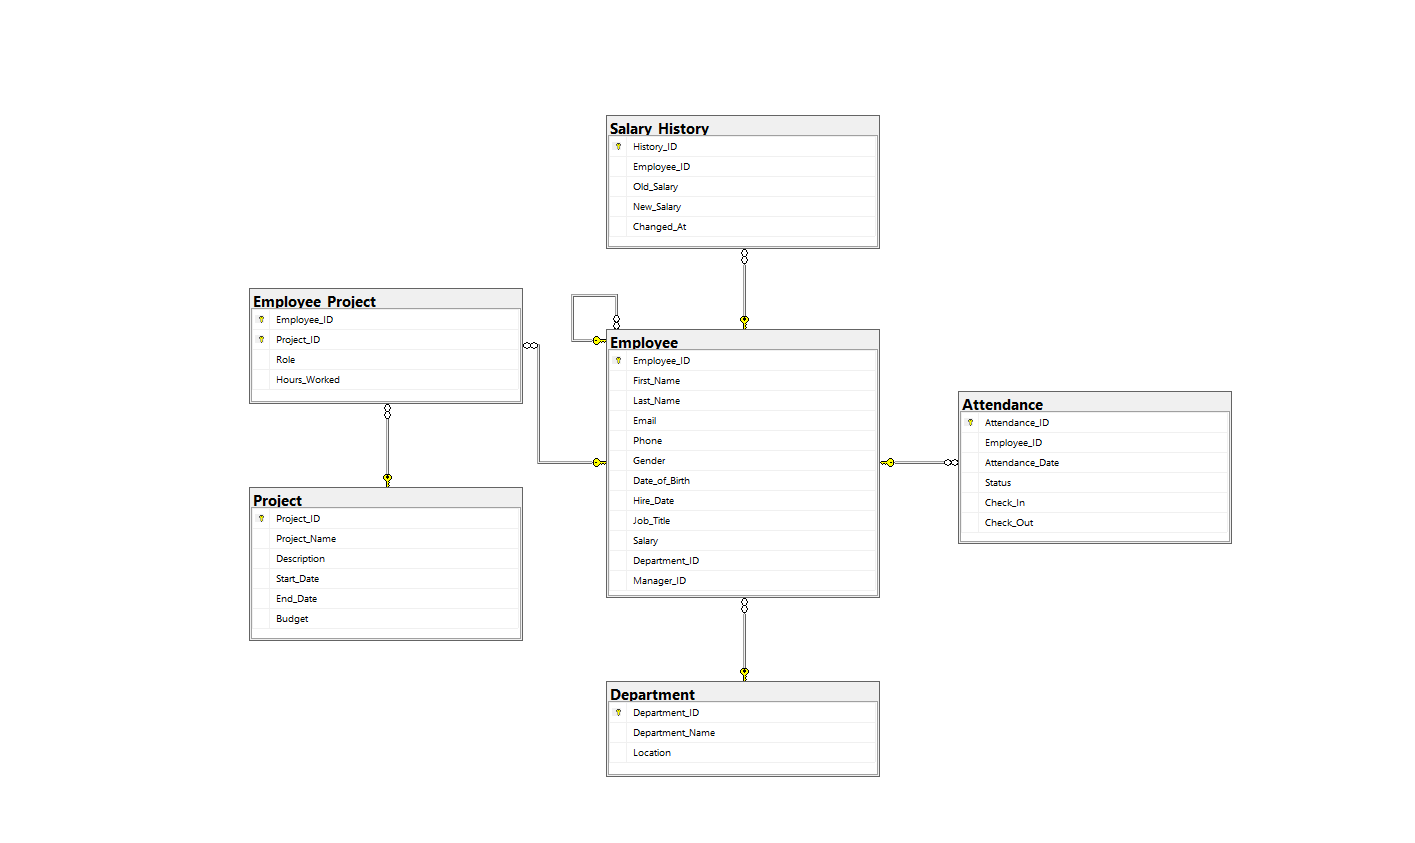 Salary_History
History_ID
Employee_ID
Old_Salary
New_Salary
Changed_At
Employee_Project
Employee_ID
Project_ID
Role
Hours_Worked
Employee
Employee_ID
First_Name
Last_Name
Email
Phone
Gender
Date_of_Birth
Hire_Date
Job_Title
Salary
Department_ID
Manager_ID
Attendance
Attendance_ID
Employee_ID
Attendance_Date
Status
Check_In
Check_Out
Project
Project_ID
Project_Name
Description
Start_Date
End_Date
Budget
Department
Department_ID
Department_Name
Location